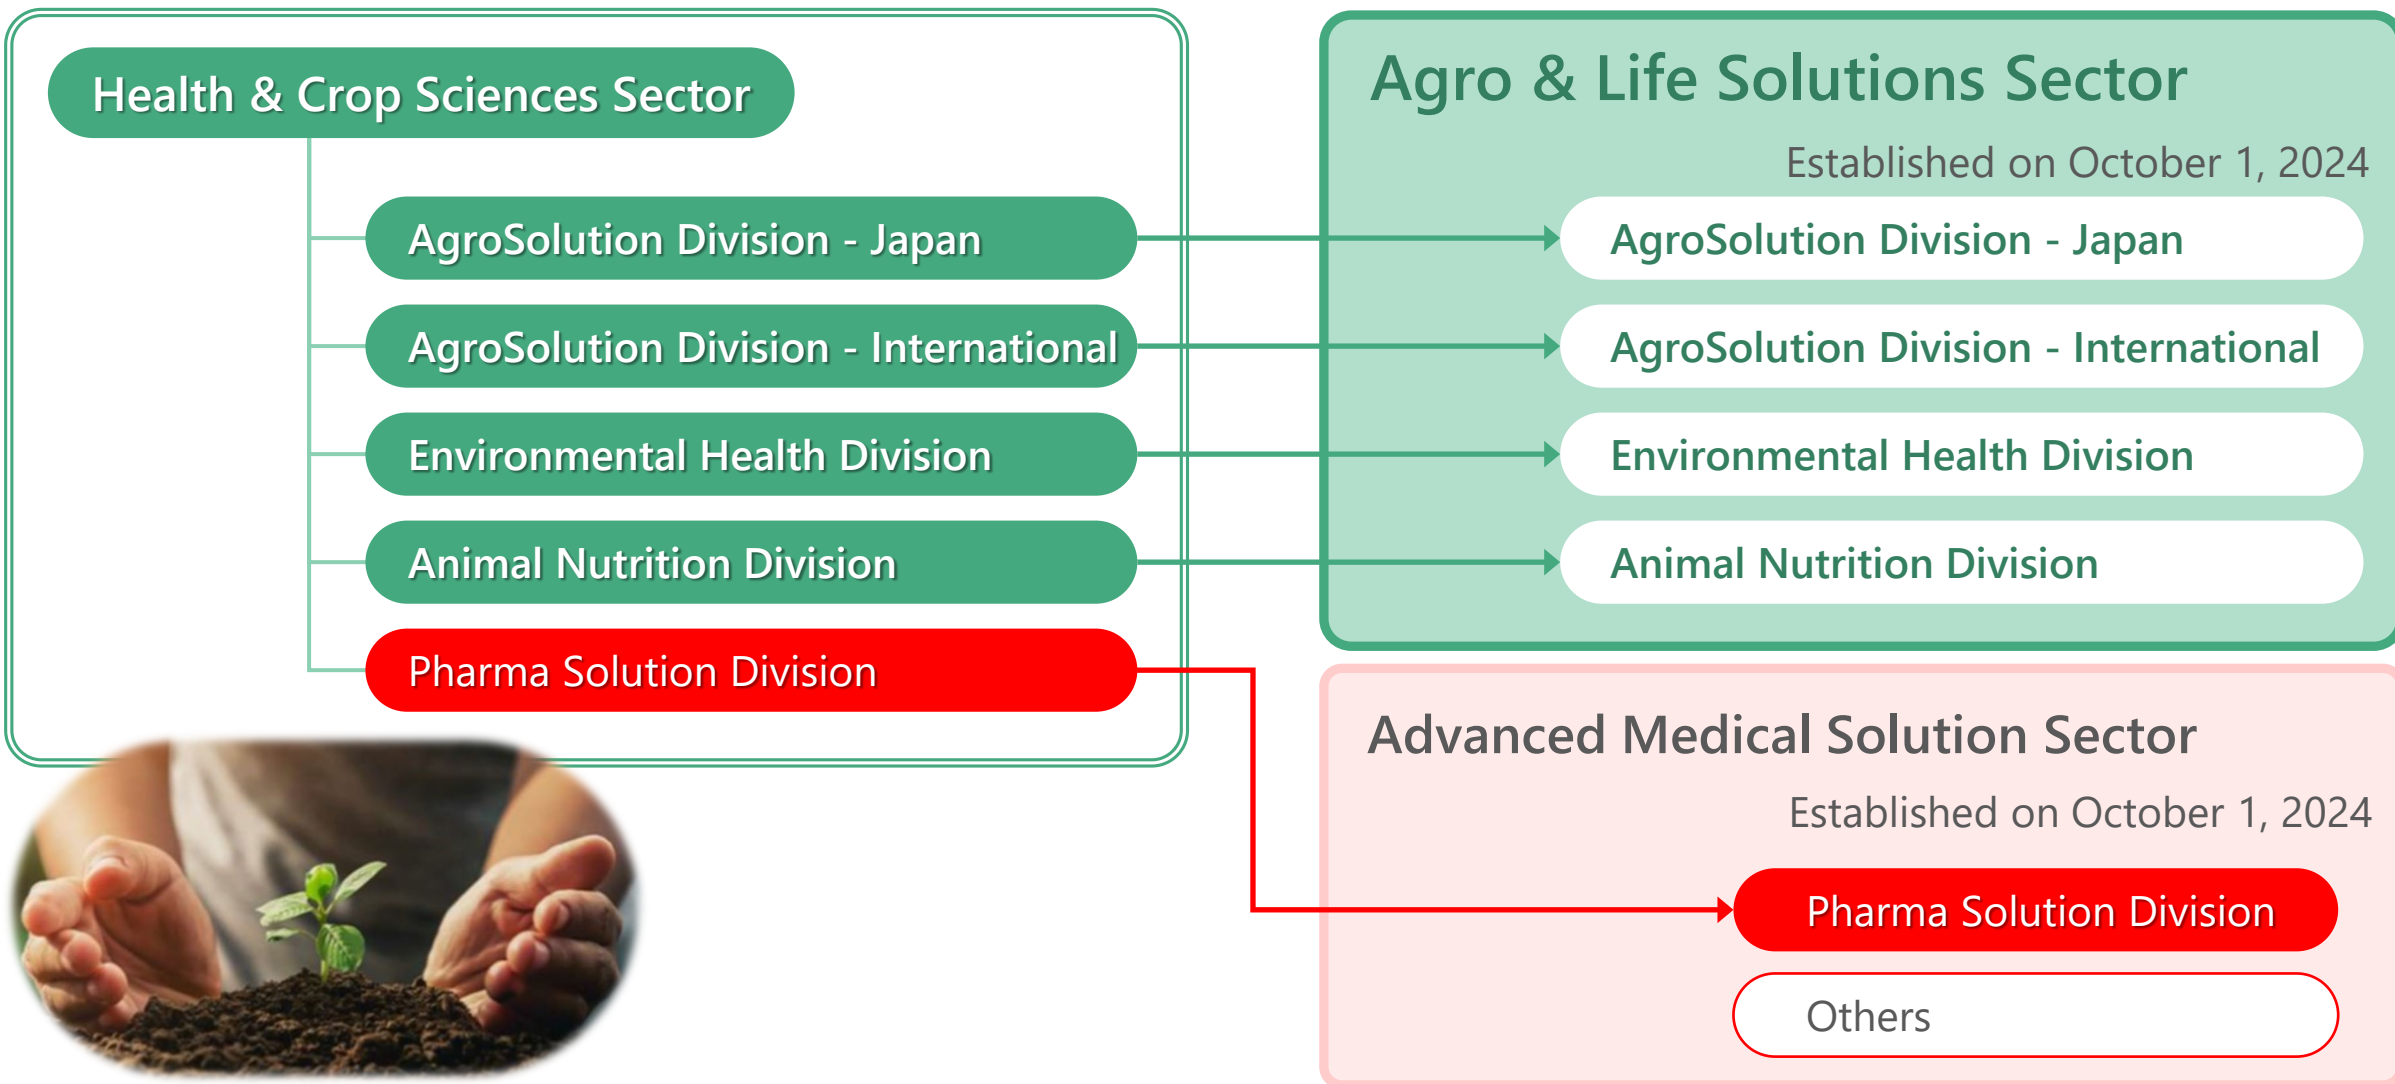 Health & Crop Sciences Sector
AgroSolution Division - Japan
AgroSolution Division - International
Environmental Health Division
Animal Nutrition Division
Pharma Solution Division
Agro & Life Solutions Sector
Established on October 1, 2024
AgroSolution Division - Japan
AgroSolution Division - International
Environmental Health Division
Animal Nutrition Division
Advanced Medical Solution Sector
Established on October 1, 2024
Pharma Solution Division
Others